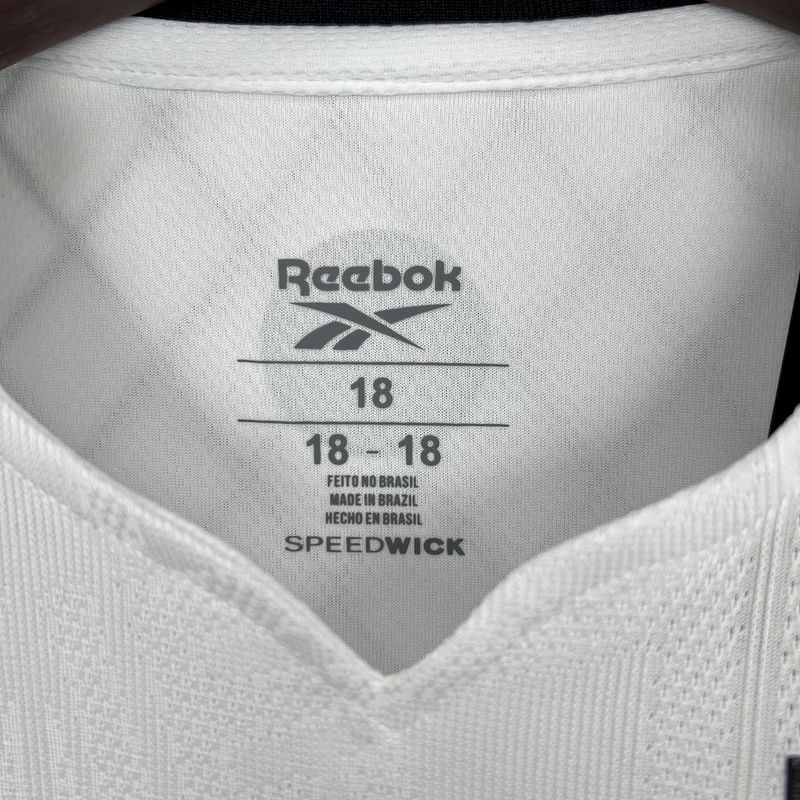 Reebok
18
18 - 18
FEITO NO BRASIL
MADE IN BRAZIL
HECHO EN BRASIL
SPEEDWICK